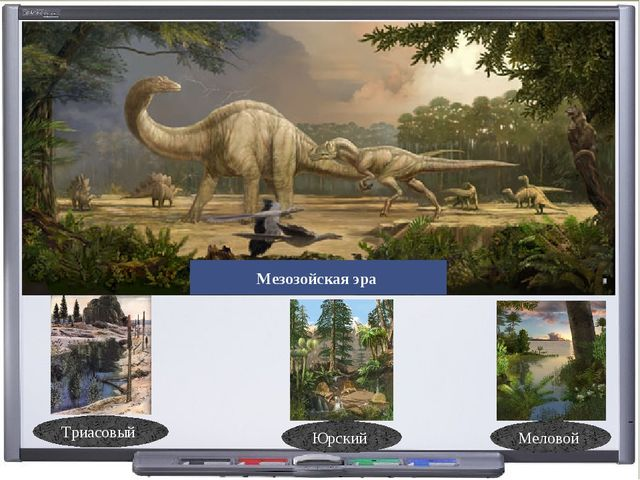 Мезозойская эра
Триасовый
Юрский
Меловой